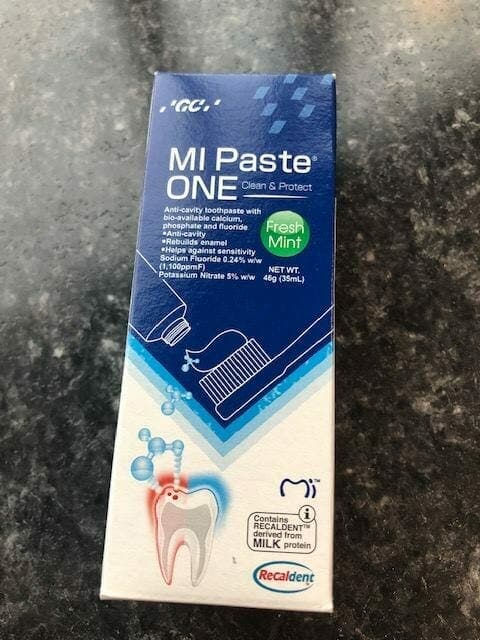 'GC'
MI Paste®
ONE Clean & Protect
Anti-cavity toothpaste with
bio-available calcium,
phosphate and fluoride
•Anti-cavity
•Rebuilds enamel
•Helps against sensitivity
Sodium Fluoride 0.24% w/w
(1,100ppmF)
Potassium Nitrate 5% w/w
Fresh
Mint
NET WT.
46g (35mL)
Mi™
i
Contains
RECALDENT™
derived from
MILK protein
Recaldent